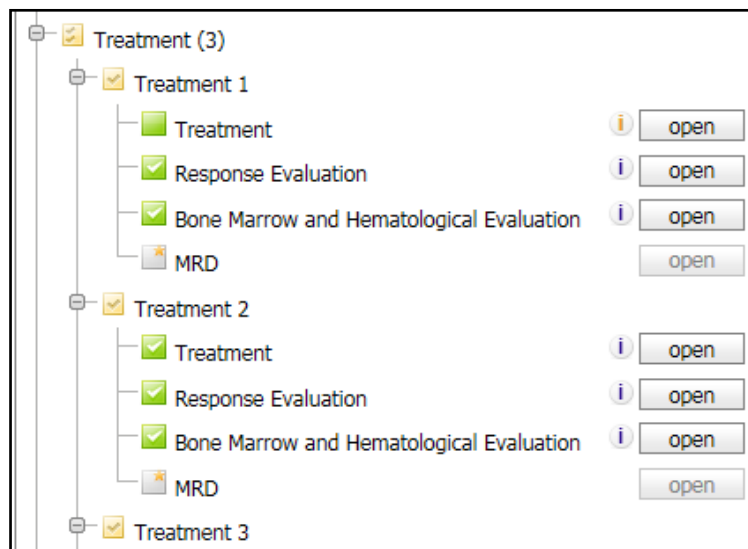 Treatment (3)
Treatment 1
Treatment i open
Response Evaluation i open
Bone Marrow and Hematological Evaluation i open
MRD open
Treatment 2
Treatment i open
Response Evaluation i open
Bone Marrow and Hematological Evaluation i open
MRD open
Treatment 3